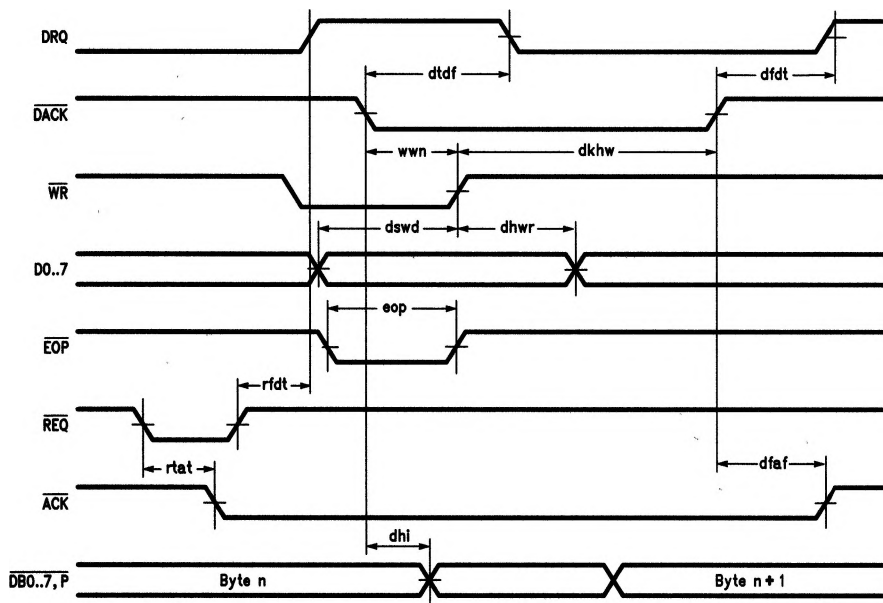 DRQ
dtdf
dfdt
DACK
wwn
dkhw
WR
dswd
dhwr
D0..7
eop
EOP
rfdt
REQ
rtat
dfaf
ACK
dhi
DB0..7, P
Byte n
Byte n + 1